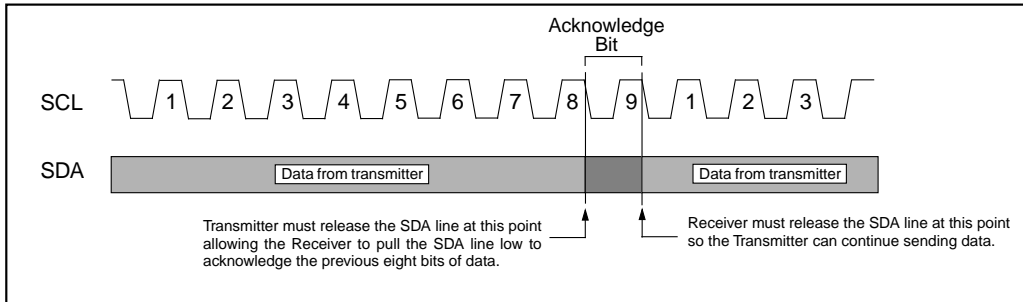 Acknowledge
Bit
SCL
1 2 3 4 5 6 7 8 9 1 2 3
SDA
Data from transmitter
Data from transmitter
Transmitter must release the SDA line at this point
allowing the Receiver to pull the SDA line low to
acknowledge the previous eight bits of data.
Receiver must release the SDA line at this point
so the Transmitter can continue sending data.